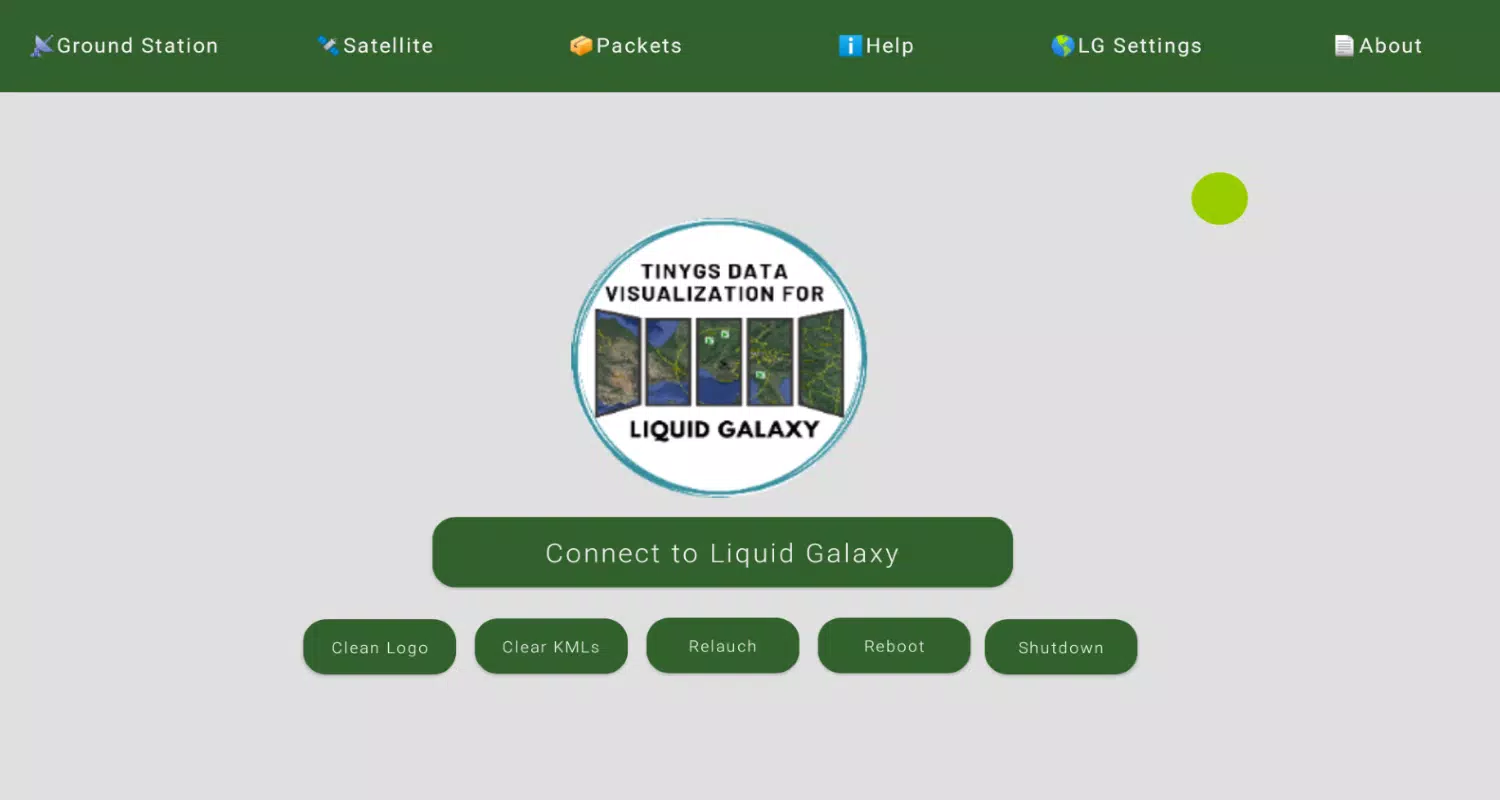 Ground Station
Satellite
Packets
Help
LG Settings
About
TINYGS DATA
VISUALIZATION FOR
LIQUID GALAXY
Connect to Liquid Galaxy
Clean Logo
Clear KMLs
Relauch
Reboot
Shutdown